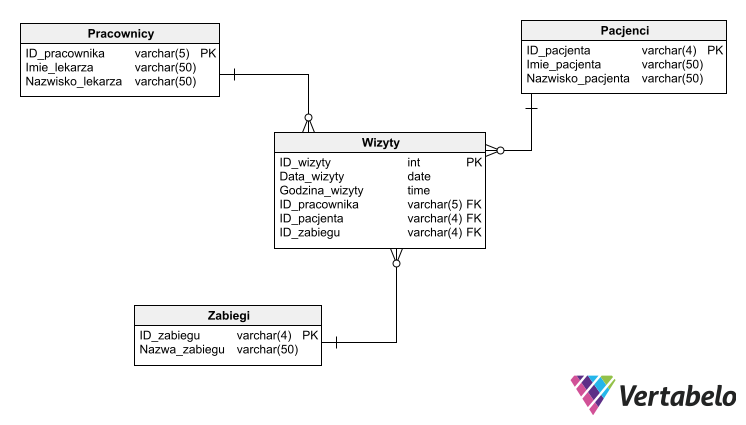 Pracownicy
ID_pracownika varchar(5) PK
Imie_lekarza varchar(50)
Nazwisko_lekarza varchar(50)
Pacjenci
ID_pacjenta varchar(4) PK
Imie_pacjenta varchar(50)
Nazwisko_pacjenta varchar(50)
Wizyty
ID_wizyty int PK
Data_wizyty date
Godzina_wizyty time
ID_pracownika varchar(5) FK
ID_pacjenta varchar(4) FK
ID_zabiegu varchar(4) FK
Zabiegi
ID_zabiegu varchar(4) PK
Nazwa_zabiegu varchar(50)
Vertabelo